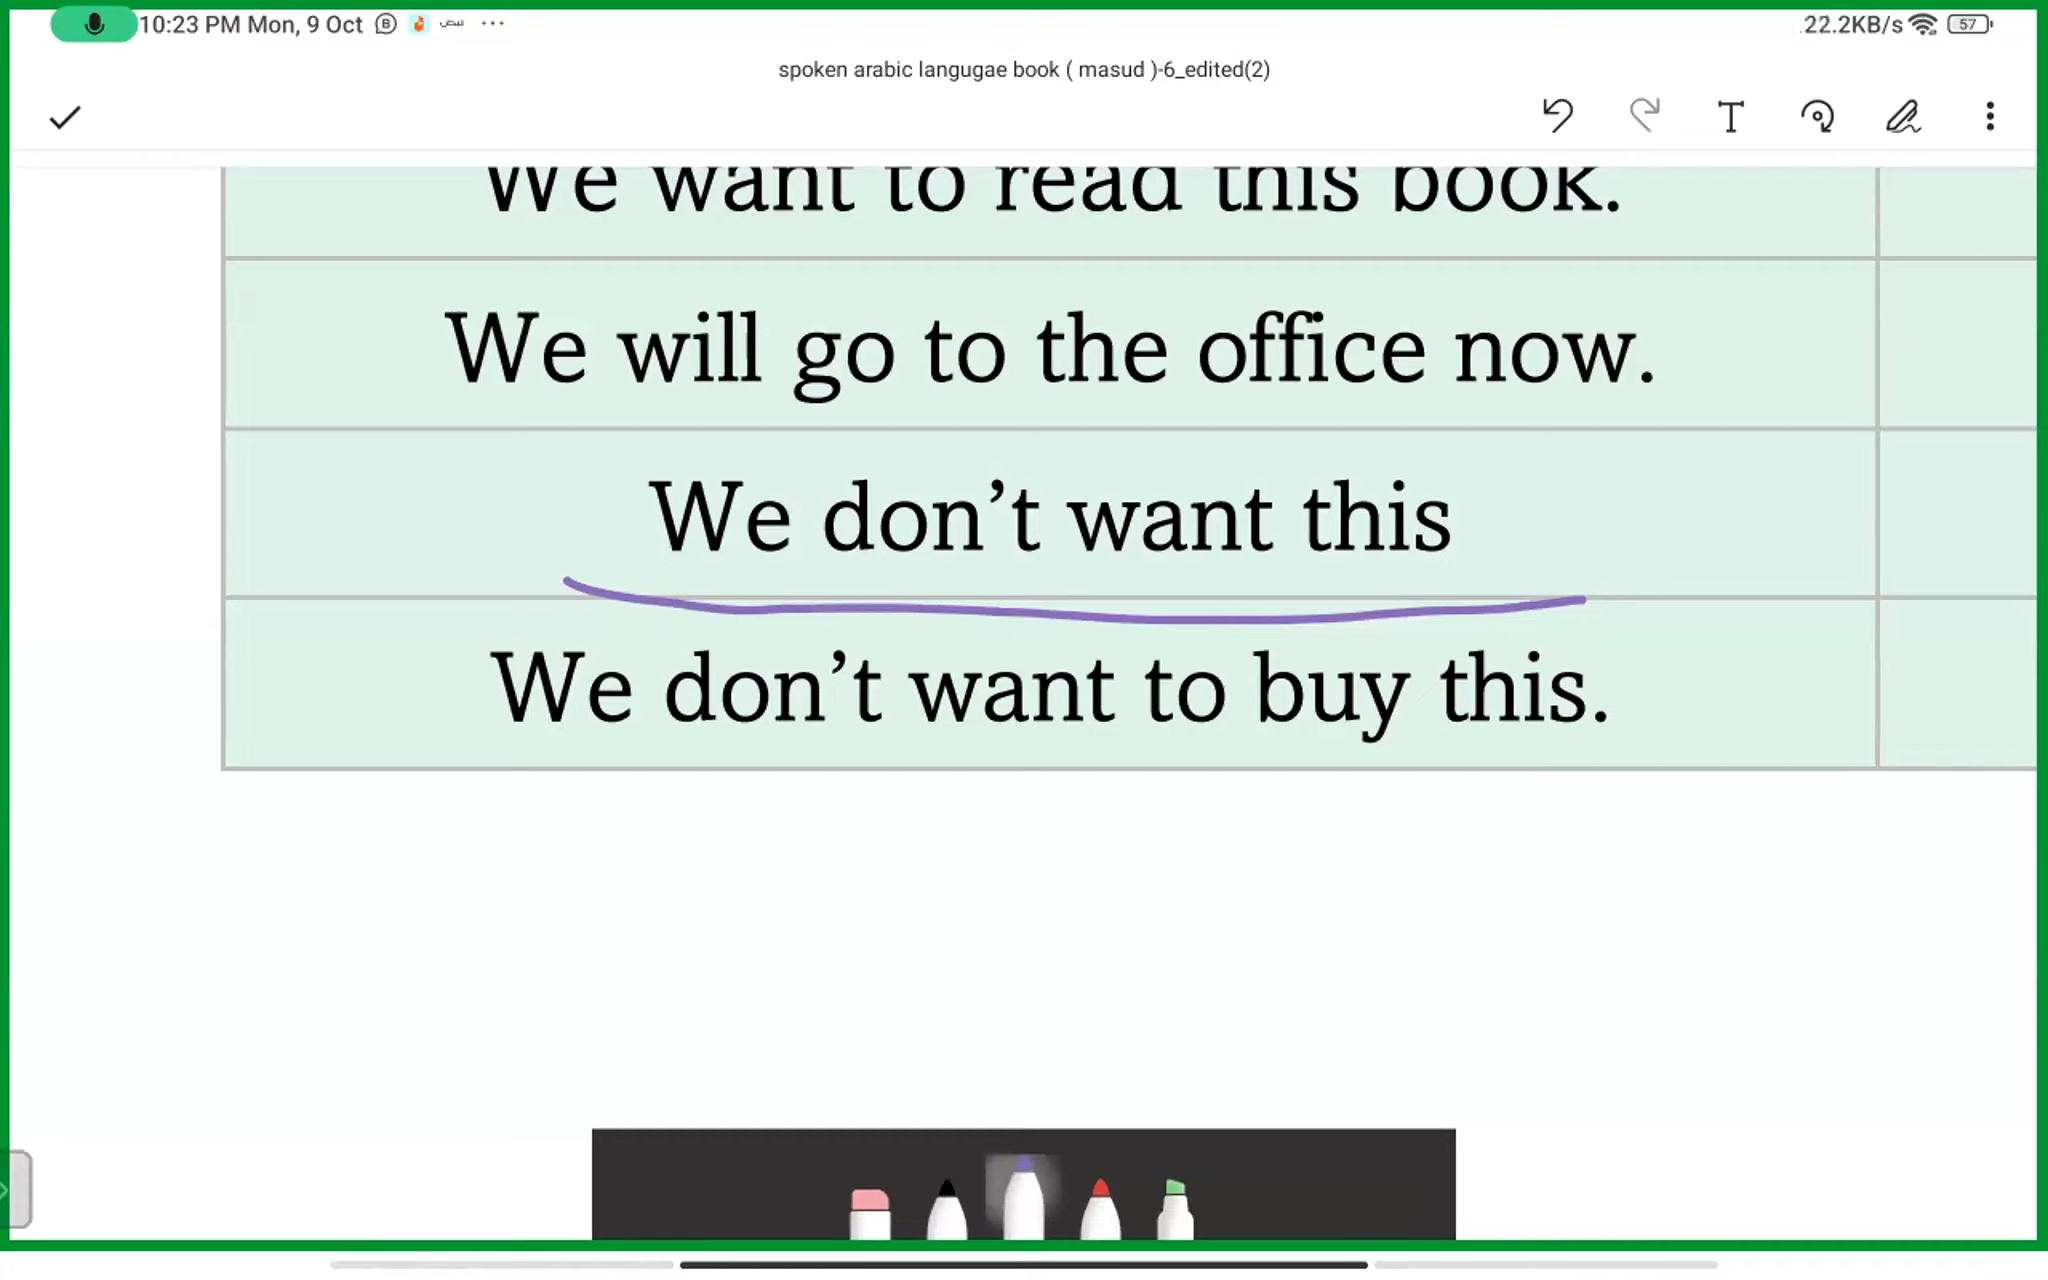 10:23 PM Mon, 9 Oct نبض ...
22.2KB/s 57
spoken arabic langugae book ( masud )-6_edited(2)
We want to read this book.
We will go to the office now.
We don’t want this
We don’t want to buy this.